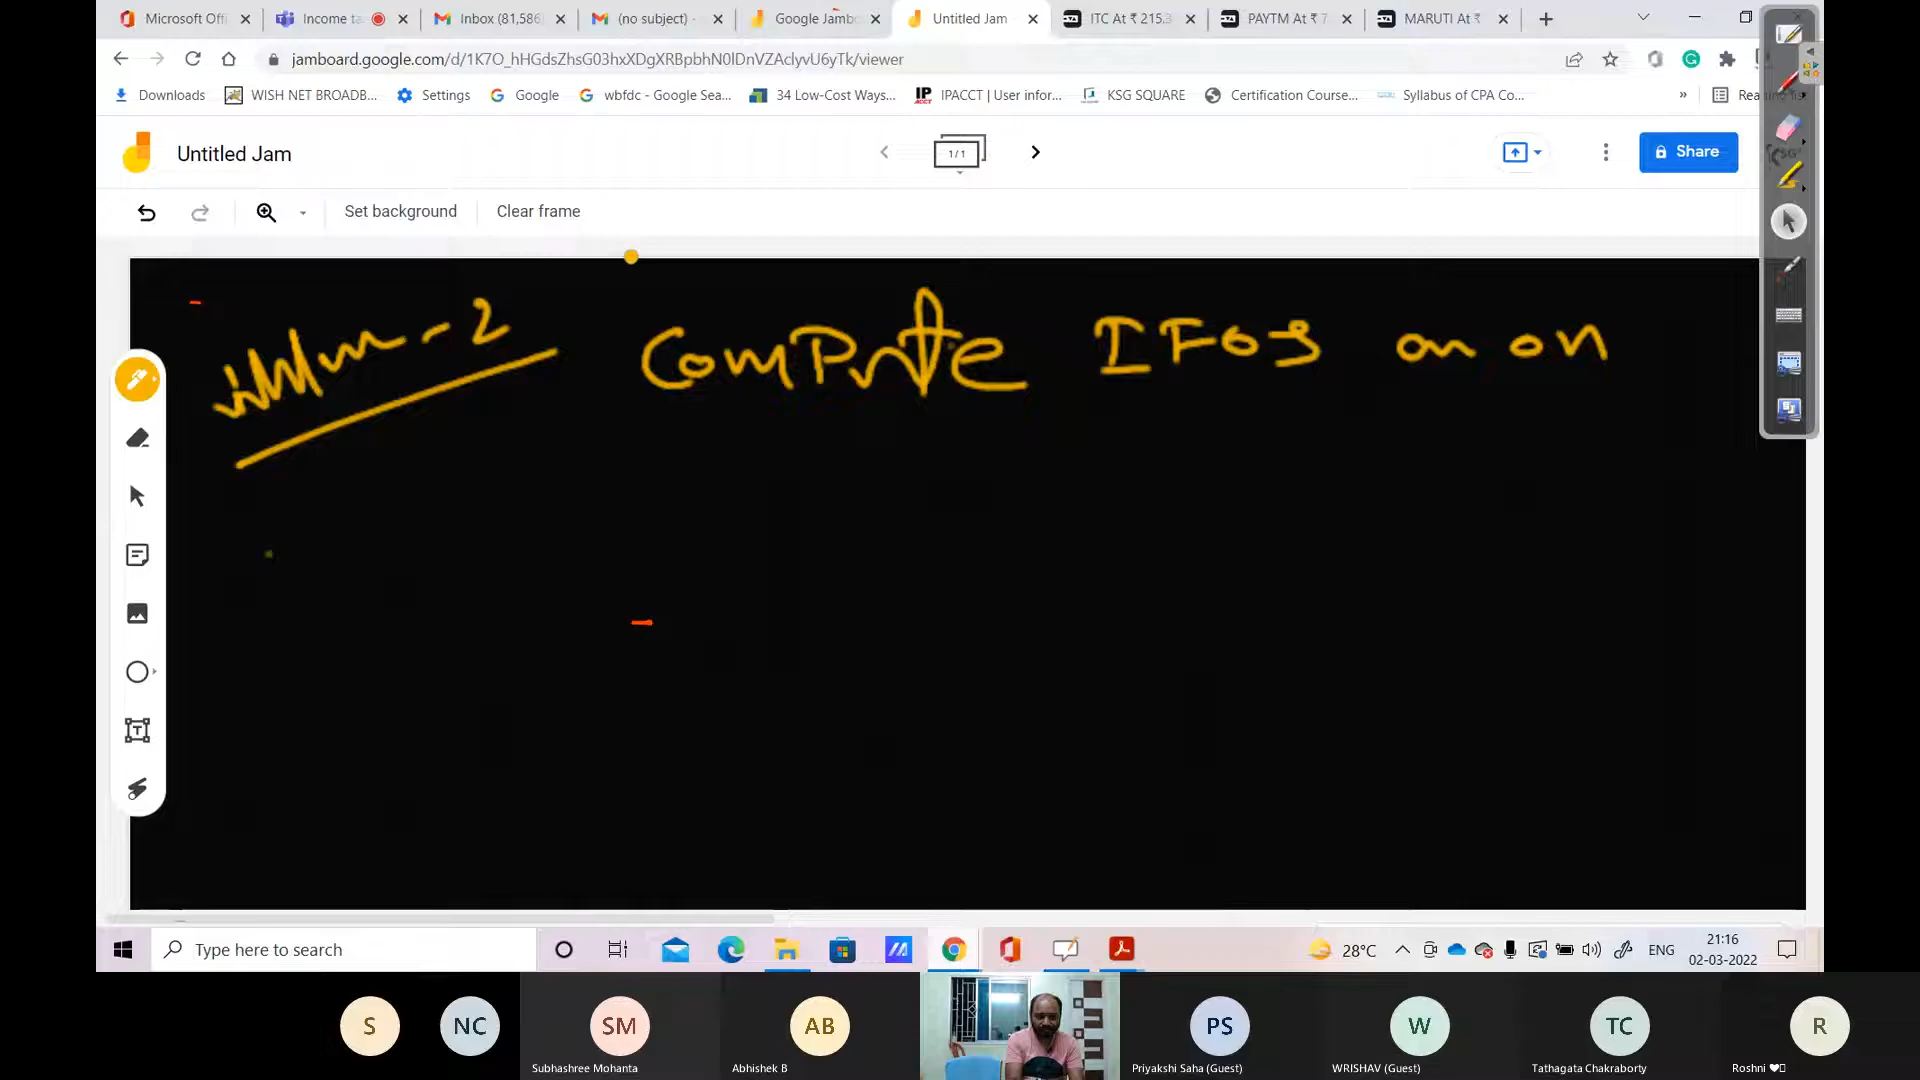 Microsoft Offi
Income ta
Inbox (81,586
(no subject) -
Google Jambo
Untitled Jam
ITC At ₹ 215.3
PAYTM At ₹ 7
MARUTI At ₹
jamboard.google.com/d/1K7O_hHGdsZhsG03hxXDgXRBpbhN0lDnVZAclyvU6yTk/viewer
Downloads
WISH NET BROADB...
Settings
Google
wbfdc - Google Sea...
34 Low-Cost Ways...
IPACCT | User infor...
KSG SQUARE
Certification Course...
Syllabus of CPA Co...
»
Untitled Jam
1/1
Share
Set background
Clear frame
-2 Compute IFOS on
Type here to search
28°C
ENG
21:16
02-03-2022
S
NC
SM
AB
PS
W
TC
R
Subhashree Mohanta
Abhishek B
Priyakshi Saha (Guest)
WRISHAV (Guest)
Tathagata Chakraborty
Roshni ❤